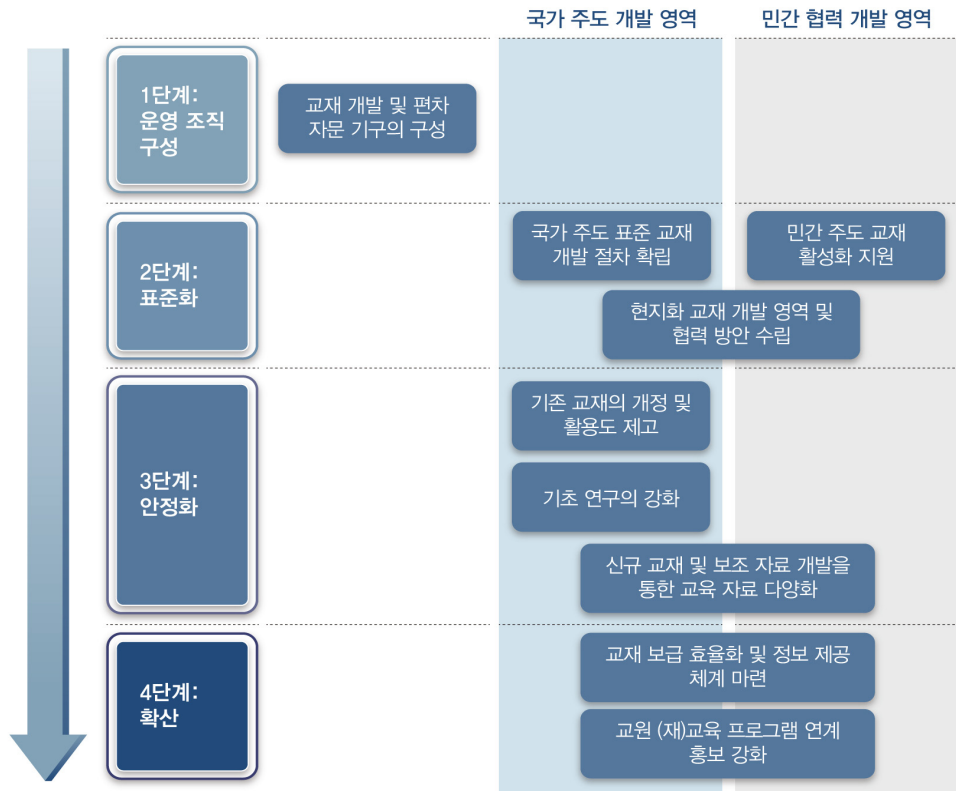 국가 주도 개발 영역
민간 협력 개발 영역
1단계:
운영 조직
구성
교재 개발 및 편차
자문 기구의 구성
2단계:
표준화
국가 주도 표준 교재
개발 절차 확립
민간 주도 교재
활성화 지원
현지화 교재 개발 영역 및
협력 방안 수립
3단계:
안정화
기존 교재의 개정 및
활용도 제고
기초 연구의 강화
신규 교재 및 보조 자료 개발을
통한 교육 자료 다양화
4단계:
확산
교재 보급 효율화 및 정보 제공
체계 마련
교원 (재)교육 프로그램 연계
홍보 강화